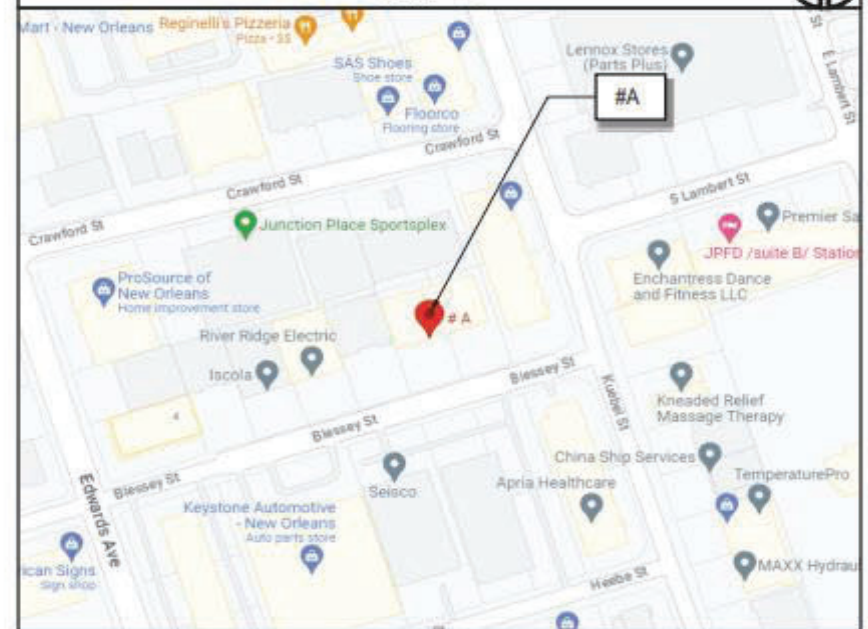 Mart - New Orleans
Reginelli's Pizzeria
Pizza • $$
SAS Shoes
Shoe store
Lennox Stores
(Parts Plus)
St
E Lambert St
#A
Floorco
Flooring store
Crawford St
Crawford St
Crawford St
S Lambert St
Junction Place Sportsplex
Premier Sa
JPFD /suite B/ Station
ProSource of
New Orleans
Home improvement store
Enchantress Dance
and Fitness LLC
# A
River Ridge Electric
Iscola
Blessey St
Kuebel St
Kneaded Relief
Massage Therapy
Blessey St
China Ship Services
Seisco
Apria Healthcare
TemperaturePro
Blessey St
Edwards Ave
Keystone Automotive
- New Orleans
Auto parts store
ican Signs
Sign shop
MAXX Hydrau
Heebe St